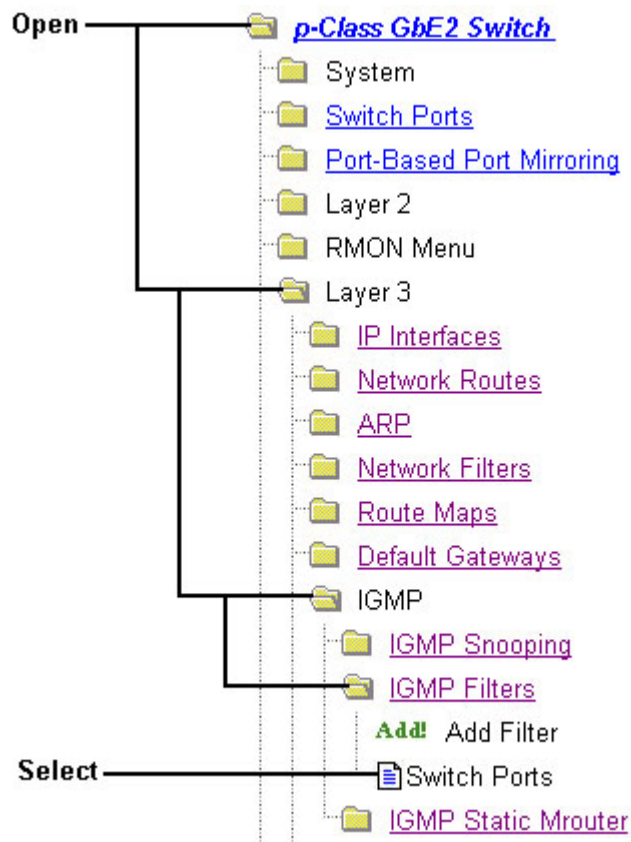 Open p-Class GbE2 Switch
System
Switch Ports
Port-Based Port Mirroring
Layer 2
RMON Menu
Layer 3
IP Interfaces
Network Routes
ARP
Network Filters
Route Maps
Default Gateways
IGMP
IGMP Snooping
IGMP Filters
Add! Add Filter
Select Switch Ports
IGMP Static Mrouter